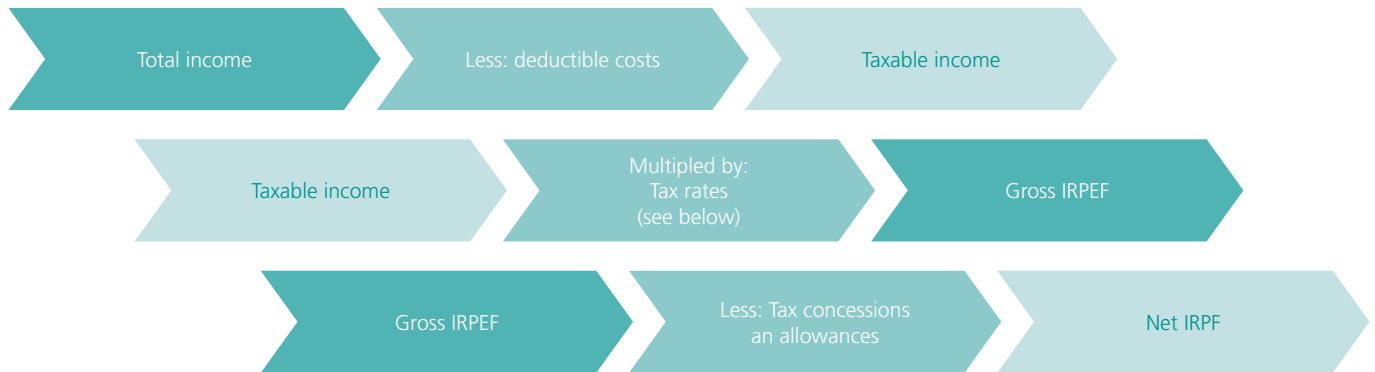 Total income
Less: deductible costs
Taxable income
Taxable income
Multipled by:
Tax rates
(see below)
Gross IRPEF
Gross IRPEF
Less: Tax concessions
an allowances
Net IRPF